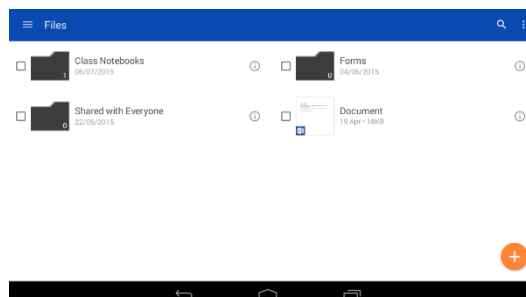 Files
Class Notebooks
06/07/2015
1
Forms
04/06/2015
0
Shared with Everyone
22/06/2015
0
Document
19 Apr • 18KB